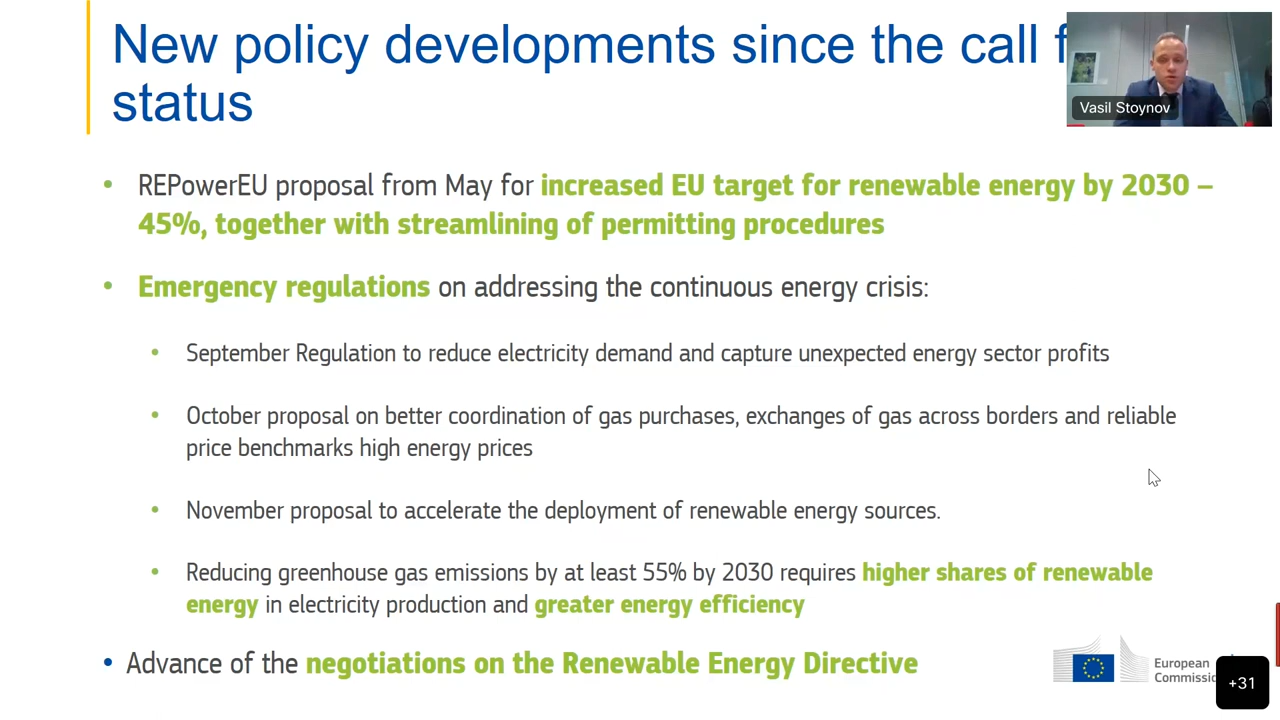 New policy developments since the call f
status
Vasil Stoynov
• REPowerEU proposal from May for increased EU target for renewable energy by 2030 –
45%, together with streamlining of permitting procedures
• Emergency regulations on addressing the continuous energy crisis:
• September Regulation to reduce electricity demand and capture unexpected energy sector profits
• October proposal on better coordination of gas purchases, exchanges of gas across borders and reliable
price benchmarks high energy prices
• November proposal to accelerate the deployment of renewable energy sources.
• Reducing greenhouse gas emissions by at least 55% by 2030 requires higher shares of renewable
energy in electricity production and greater energy efficiency
• Advance of the negotiations on the Renewable Energy Directive
European
Commissi
+31